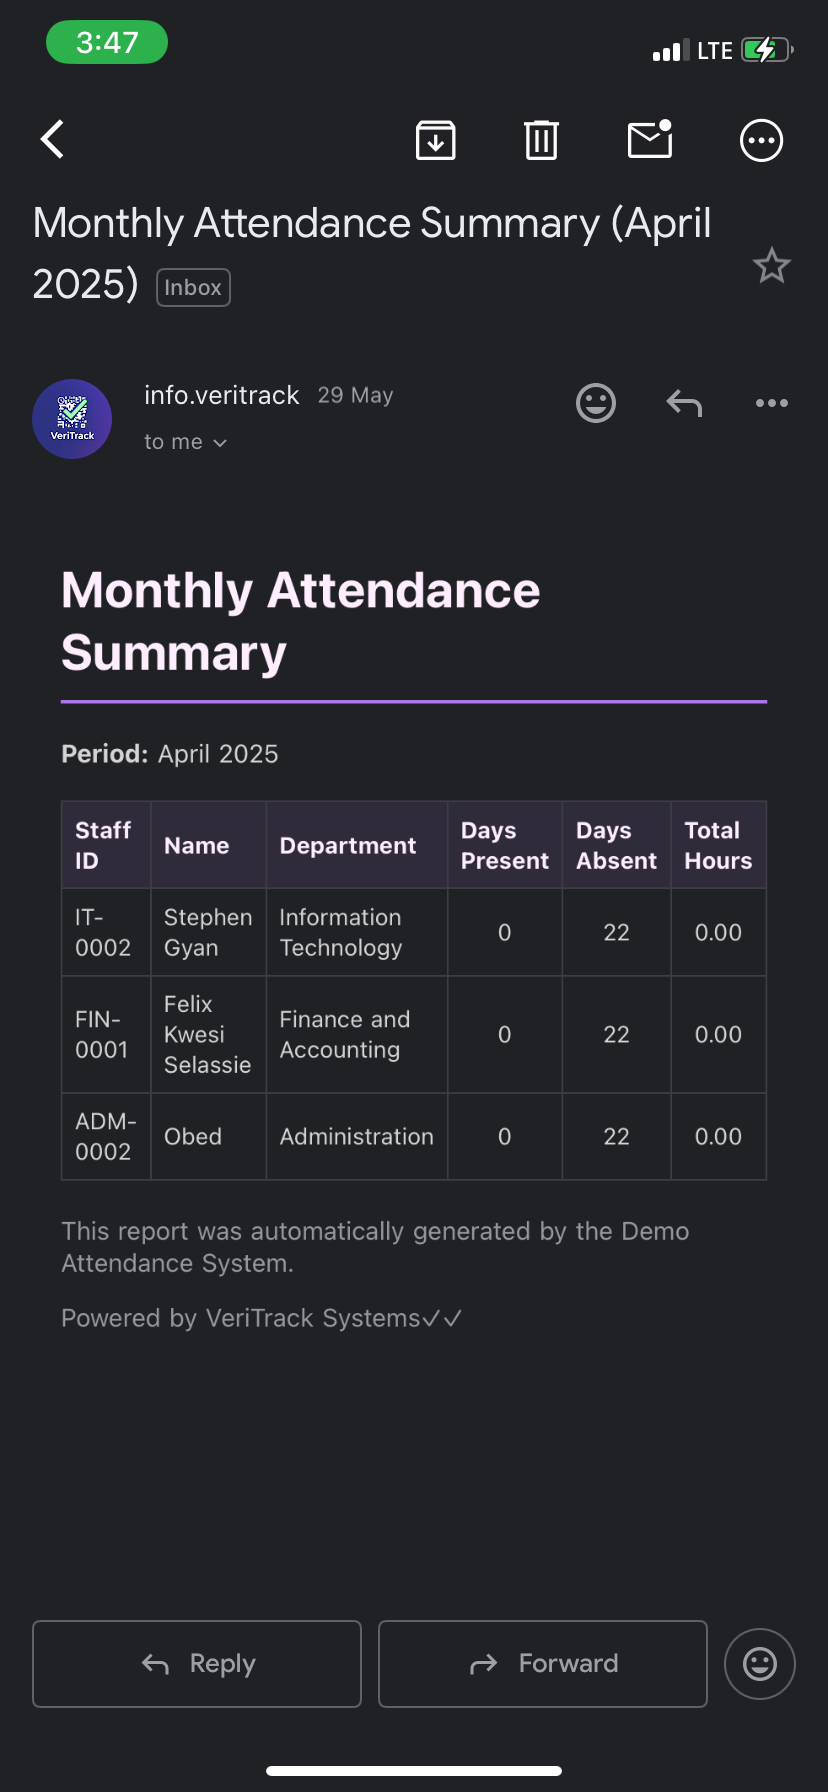 3:47
LTE
Monthly Attendance Summary (April
2025) Inbox
info.veritrack 29 May
to me
VeriTrack
Monthly Attendance
Summary
Period: April 2025
Staff ID Name Department Days Present Days Absent Total Hours
IT-0002 Stephen Gyan Information Technology 0 22 0.00
FIN-0001 Felix Kwesi Selassie Finance and Accounting 0 22 0.00
ADM-0002 Obed Administration 0 22 0.00
This report was automatically generated by the Demo
Attendance System.
Powered by VeriTrack Systems✓✓
Reply Forward